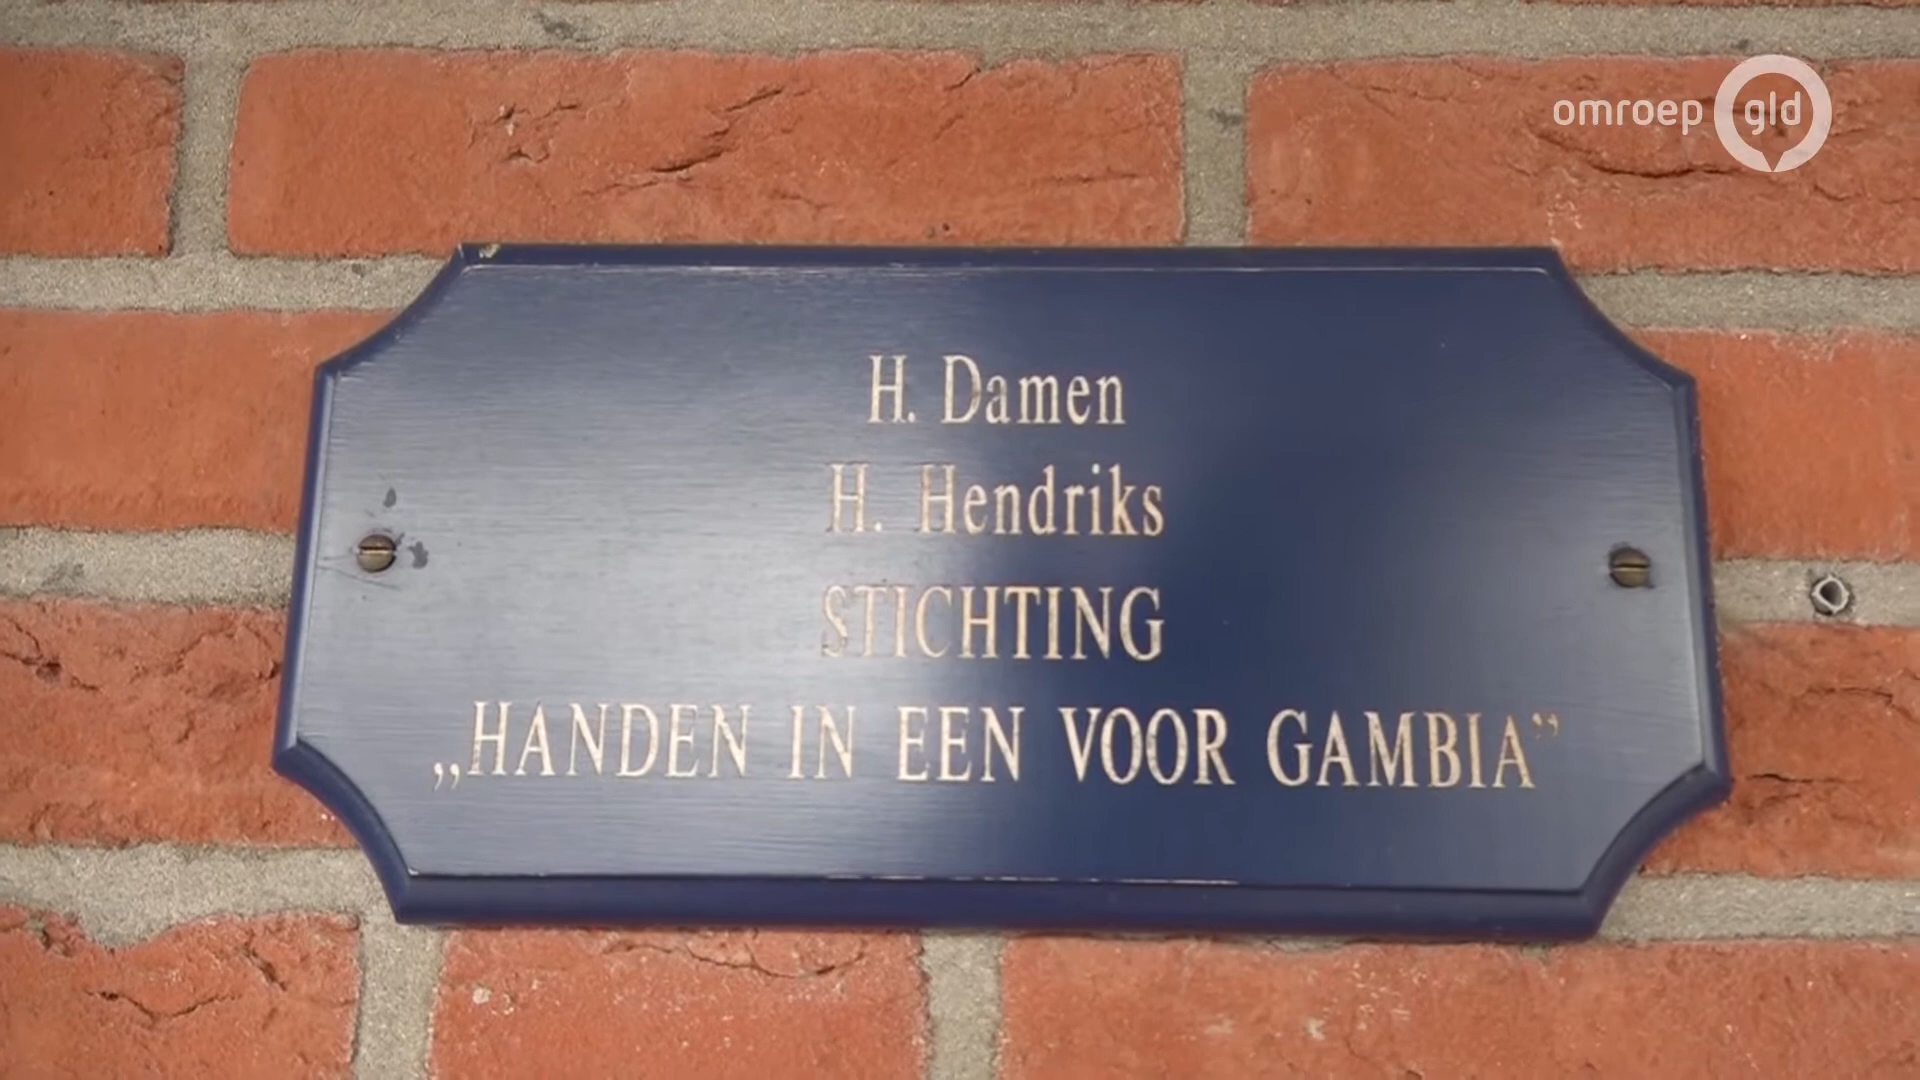 omroep gld
H. Damen
H. Hendriks
STICHTING
„HANDEN IN EEN VOOR GAMBIA”